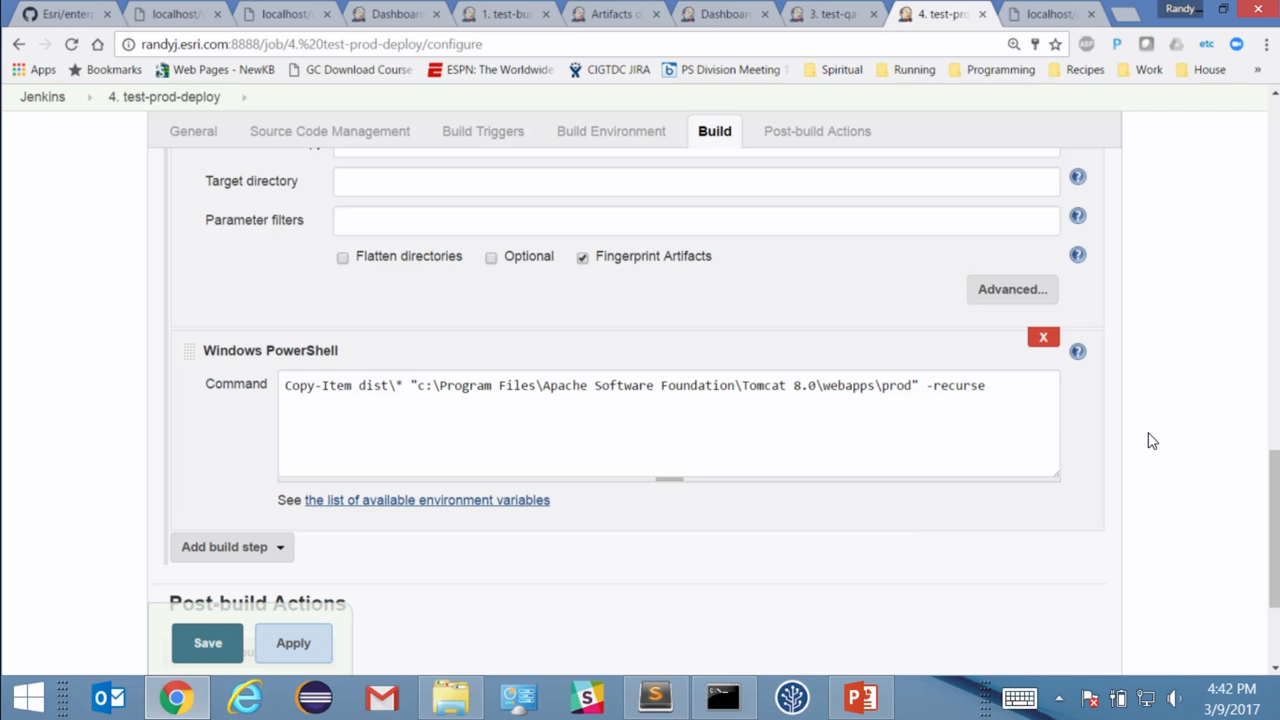 Esri/enterp
localhost/
localhost/
Dashboar
1. test-bui
Artifacts o
Dashboar
3. test-qa-
4. test-pro
localhost/
Randy...
randyj.esri.com:8888/job/4.%20test-prod-deploy/configure
ABP
P
etc
Apps
Bookmarks
Web Pages - NewKB
GC Download Course
ESPN: The Worldwide
CIGTDC JIRA
PS Division Meeting
Spiritual
Running
Programming
Recipes
Work
House
»
Jenkins
4. test-prod-deploy
General
Source Code Management
Build Triggers
Build Environment
Build
Post-build Actions
Target directory
Parameter filters
Flatten directories
Optional
Fingerprint Artifacts
Advanced...
Windows PowerShell
X
Command
Copy-Item dist\* "c:\Program Files\Apache Software Foundation\Tomcat 8.0\webapps\prod" -recurse
See the list of available environment variables
Add build step
Post-build Actions
Save
Apply
4:42 PM
3/9/2017